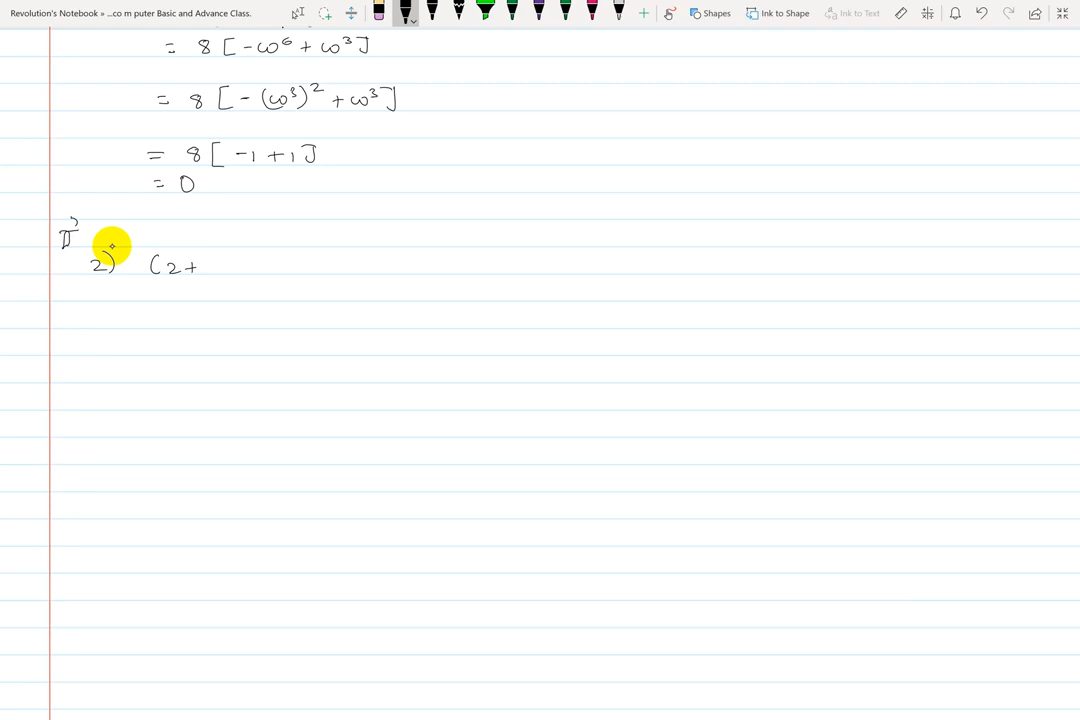 Revolution's Notebook » ...co m puter Basic and Advance Class.
Shapes
Ink to Shape
Ink to Text
= 8 [ -ω⁶ + ω³ ]
= 8 [ - (ω³)² + ω³ ]
= 8 [ -1 + 1 ]
= 0
II
2) (2+